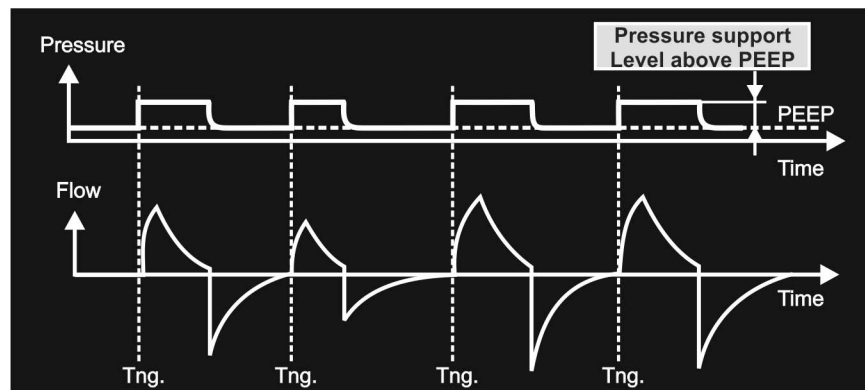 Pressure
Pressure support
Level above PEEP
PEEP
Time
Flow
Time
Tng.
Tng.
Tng.
Tng.